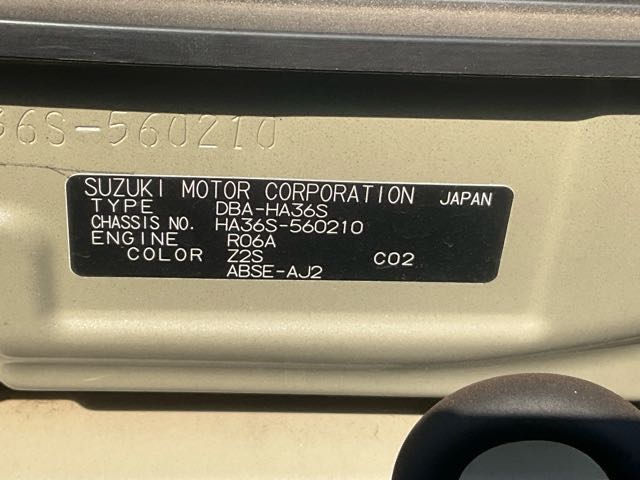 36S-560210
SUZUKI MOTOR CORPORATION JAPAN
TYPE DBA-HA36S
CHASSIS NO. HA36S-560210
ENGINE R06A
COLOR Z2S C02
ABSE-AJ2